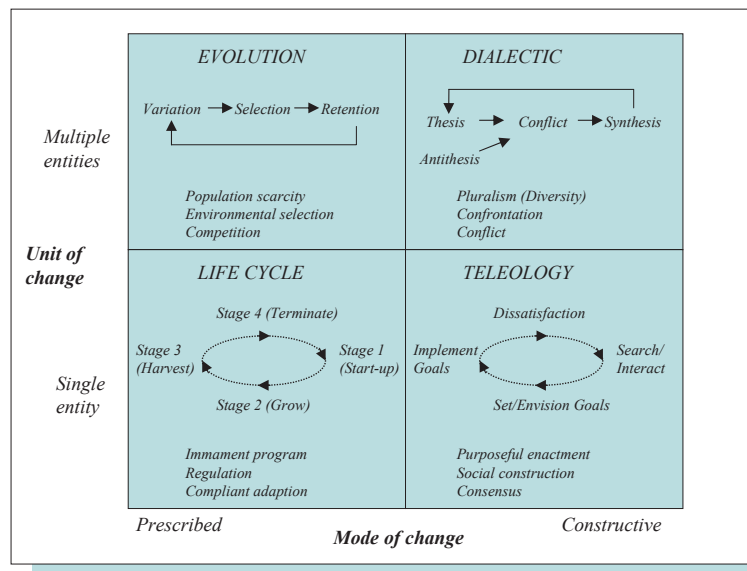 EVOLUTION
Variation Selection Retention
Population scarcity
Environmental selection
Competition
DIALECTIC
Thesis Conflict Synthesis
Antithesis
Pluralism (Diversity)
Confrontation
Conflict
Multiple
entities
Unit of
change
LIFE CYCLE
Stage 4 (Terminate)
Stage 3
(Harvest)
Stage 1
(Start-up)
Stage 2 (Grow)
Immament program
Regulation
Compliant adaption
TELEOLOGY
Dissatisfaction
Implement
Goals
Search/
Interact
Set/Envision Goals
Purposeful enactment
Social construction
Consensus
Single
entity
Prescribed
Mode of change
Constructive